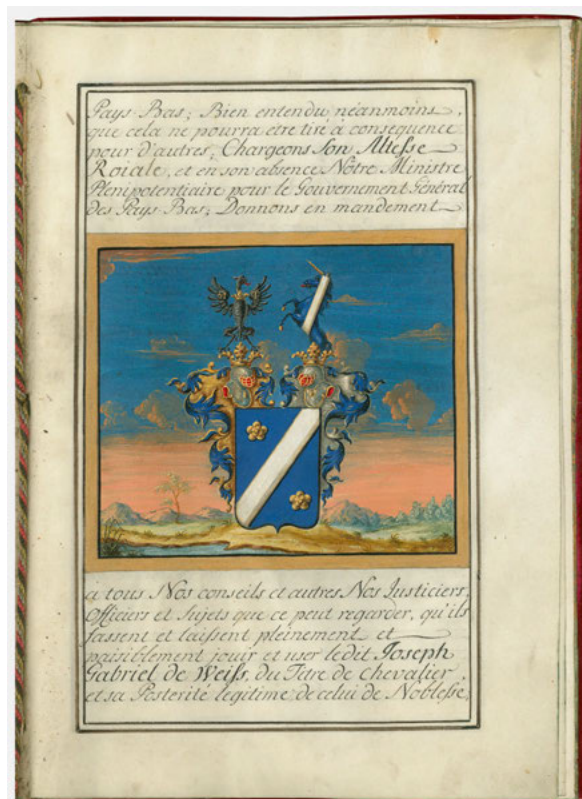 Pays-Bas; Bien entendu néanmoins,
que cela ne pourra etre tiré à conséquence
pour d'autres; Chargeons Son Altesse
Roiale, et en son absence Nôtre Ministre
Plenipotentiaire pour le Gouvernement Général
des Pays-Bas; Donnons en mandement
à tous Nos conseils et autres Nos Justiciers,
Officiers et Sujets que ce peut regarder, qu'ils
fassent et laissent pleinement et
paisiblement jouir et user ledit Joseph
Gabriel de Weiss, du Titre de Chevalier,
et sa Posterité legitime de celui de Noblesse,